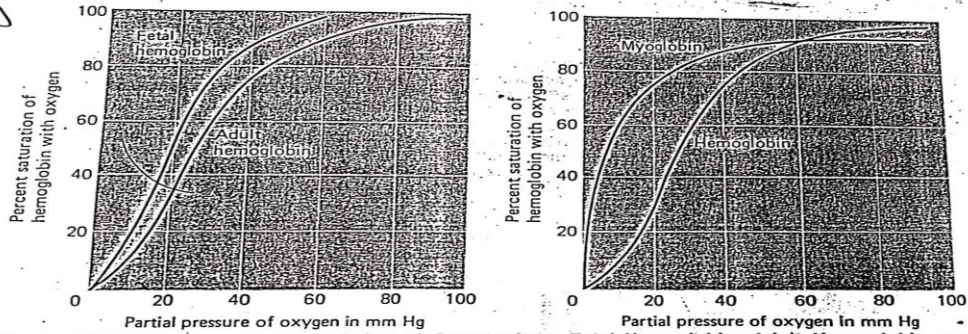 100
80
60
40
20
0
Percent saturation of
hemoglobin with oxygen
Fetal
hemoglobin
Adult
hemoglobin
0 20 40 60 80 100
Partial pressure of oxygen in mm Hg
100
80
60
40
20
0
Percent saturation of
hemoglobin with oxygen
Myoglobin
Hemoglobin
0 20 40 60 80 100
Partial pressure of oxygen in mm Hg